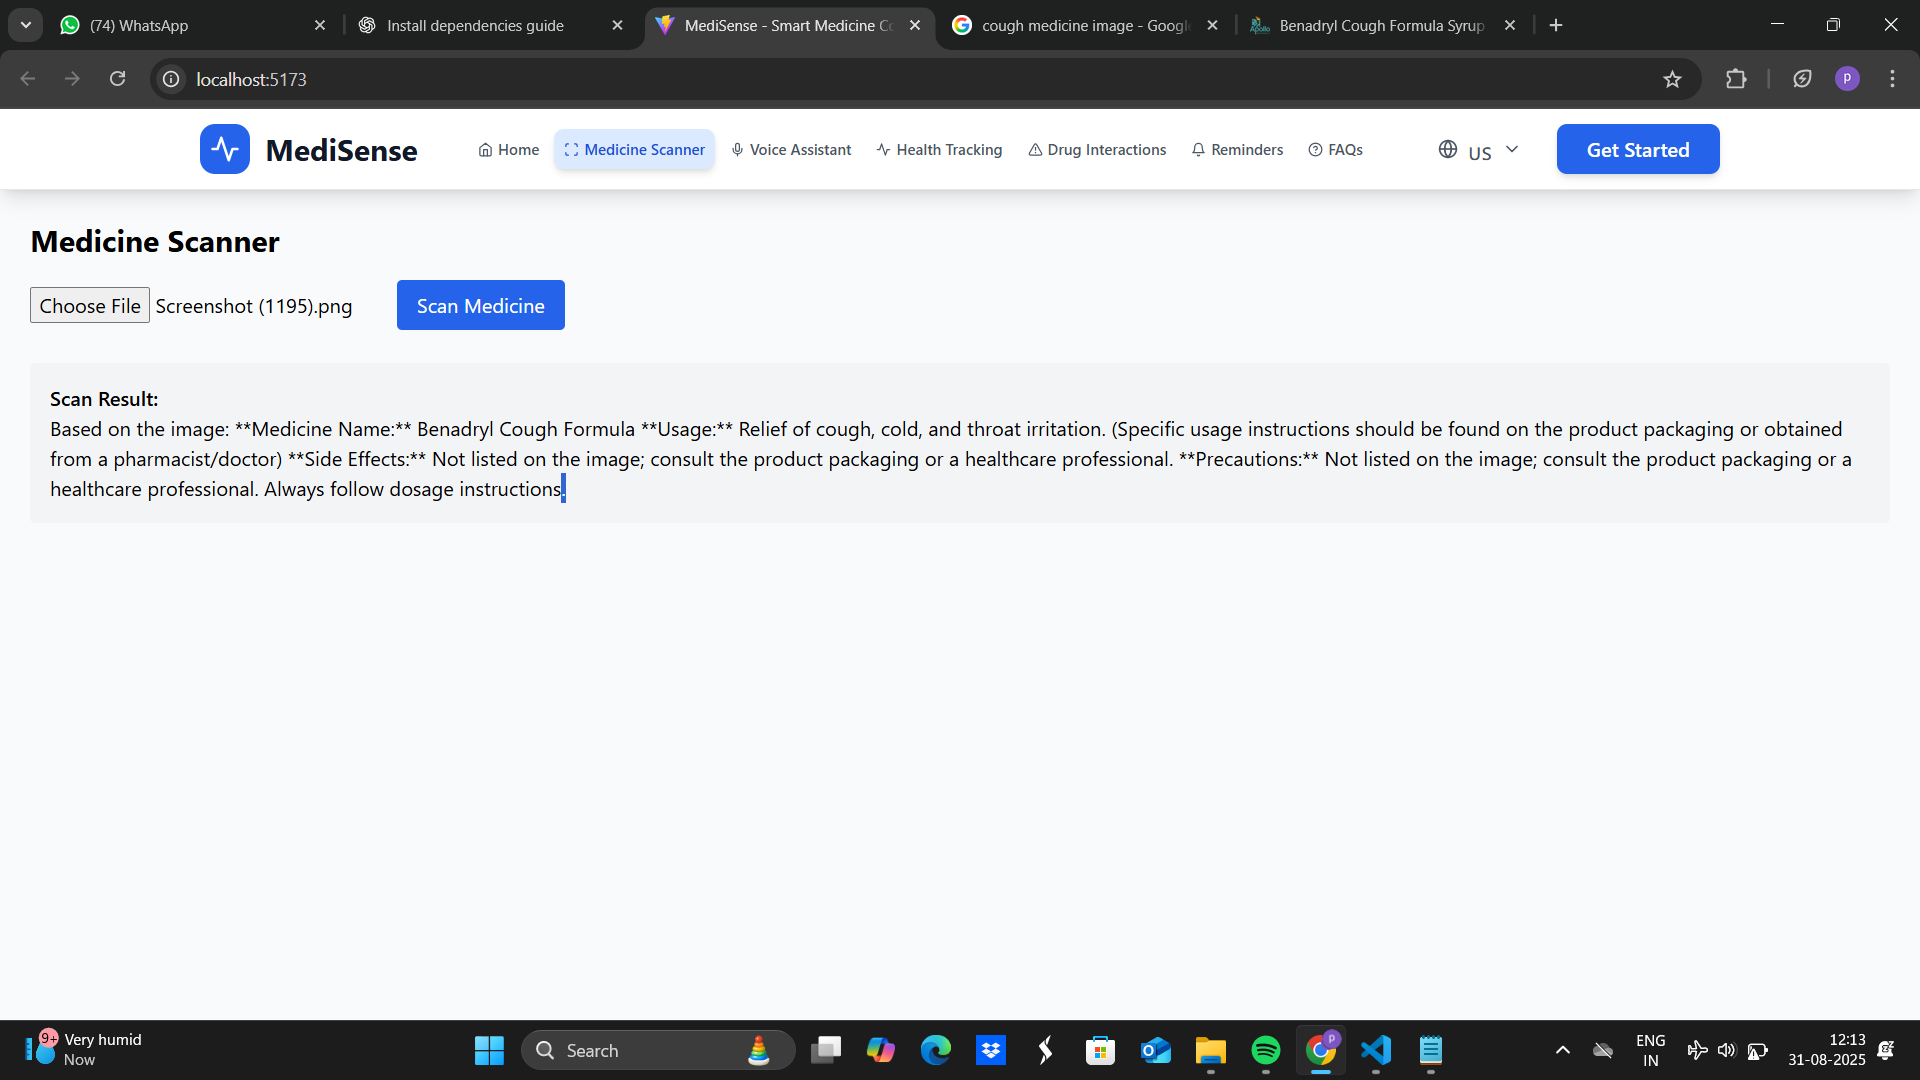 (74) WhatsApp
Install dependencies guide
MediSense - Smart Medicine Co
cough medicine image - Googl
Benadryl Cough Formula Syrup
localhost:5173
P
MediSense
Home
Medicine Scanner
Voice Assistant
Health Tracking
Drug Interactions
Reminders
FAQs
US
Get Started
Medicine Scanner
Choose File Screenshot (1195).png
Scan Medicine
Scan Result:
Based on the image: **Medicine Name:** Benadryl Cough Formula **Usage:** Relief of cough, cold, and throat irritation. (Specific usage instructions should be found on the product packaging or obtained
from a pharmacist/doctor) **Side Effects:** Not listed on the image; consult the product packaging or a healthcare professional. **Precautions:** Not listed on the image; consult the product packaging or a
healthcare professional. Always follow dosage instructions.
9+
Very humid
Now
Search
P
ENG
IN
12:13
31-08-2025